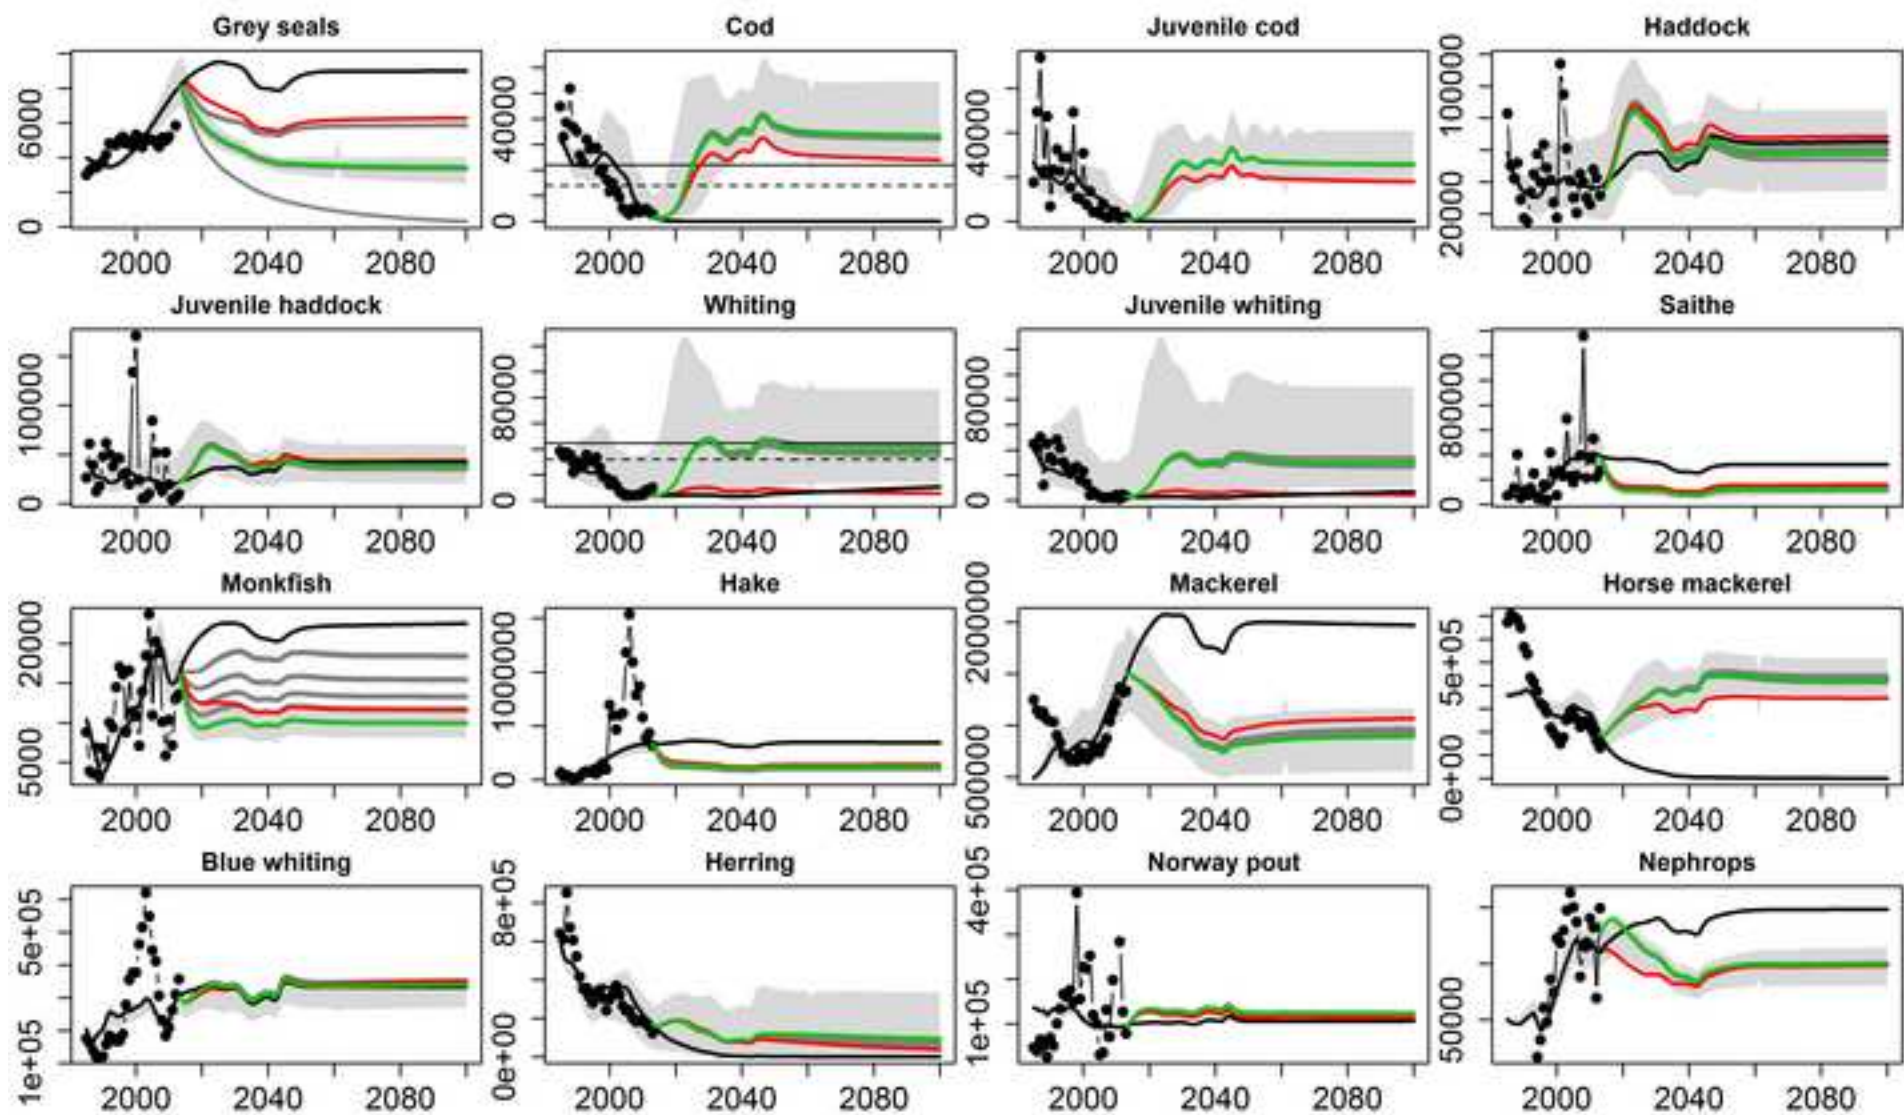 Grey seals
Cod
Juvenile cod
Haddock
0 6000
0 40000
0 40000
20000 100000
2000 2040 2080
2000 2040 2080
2000 2040 2080
2000 2040 2080
Juvenile haddock
Whiting
Juvenile whiting
Saithe
0 100000
0 80000
0 80000
0 80000
2000 2040 2080
2000 2040 2080
2000 2040 2080
2000 2040 2080
Monkfish
Hake
Mackerel
Horse mackerel
5000 20000
0 100000
500000 2000000
0e+00 5e+05
2000 2040 2080
2000 2040 2080
2000 2040 2080
2000 2040 2080
Blue whiting
Herring
Norway pout
Nephrops
1e+05 5e+05
0e+00 8e+05
1e+05 4e+05
50000
2000 2040 2080
2000 2040 2080
2000 2040 2080
2000 2040 2080